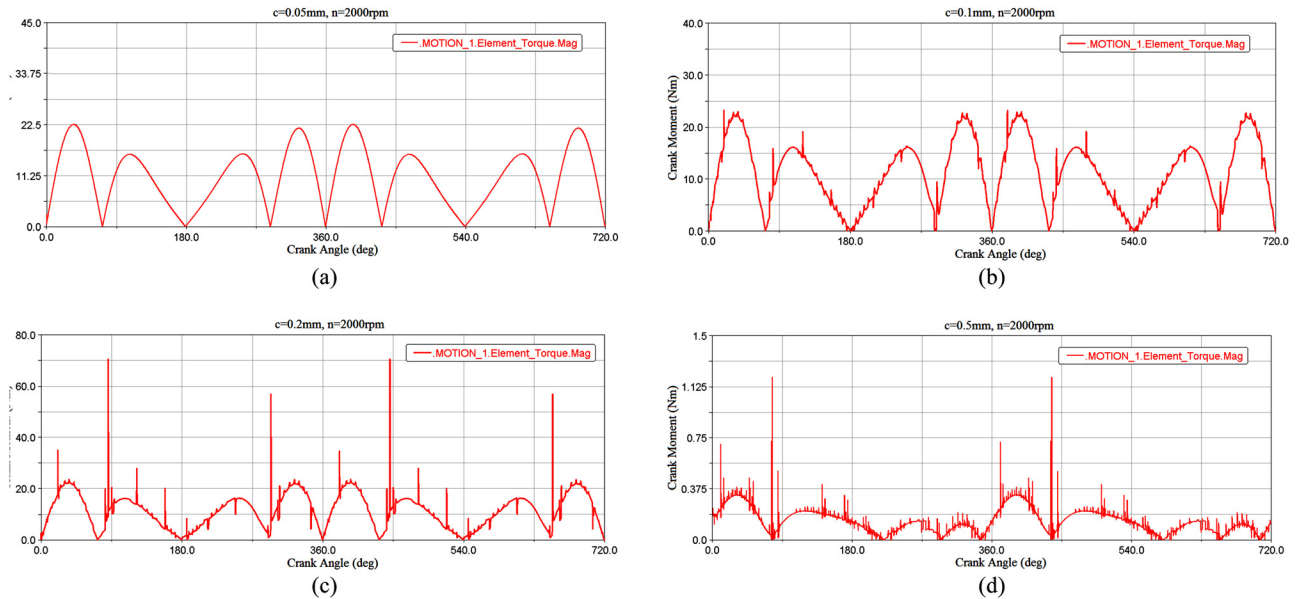 c=0.05mm, n=2000rpm
45.0
.MOTION_1.Element_Torque.Mag
33.75
22.5
11.25
0.0
0.0 180.0 360.0 540.0 720.0
Crank Angle (deg)
(a)
c=0.1mm, n=2000rpm
40.0
.MOTION_1.Element_Torque.Mag
30.0
Crank Moment (Nm)
20.0
10.0
0.0
0.0 180.0 360.0 540.0 720.0
Crank Angle (deg)
(b)
c=0.2mm, n=2000rpm
80.0
.MOTION_1.Element_Torque.Mag
60.0
40.0
20.0
0.0
0.0 180.0 360.0 540.0 720.0
Crank Angle (deg)
(c)
c=0.5mm, n=2000rpm
1.5
.MOTION_1.Element_Torque.Mag
1.125
Crank Moment (Nm)
0.75
0.375
0.0
0.0 180.0 360.0 540.0 720.0
Crank Angle (deg)
(d)